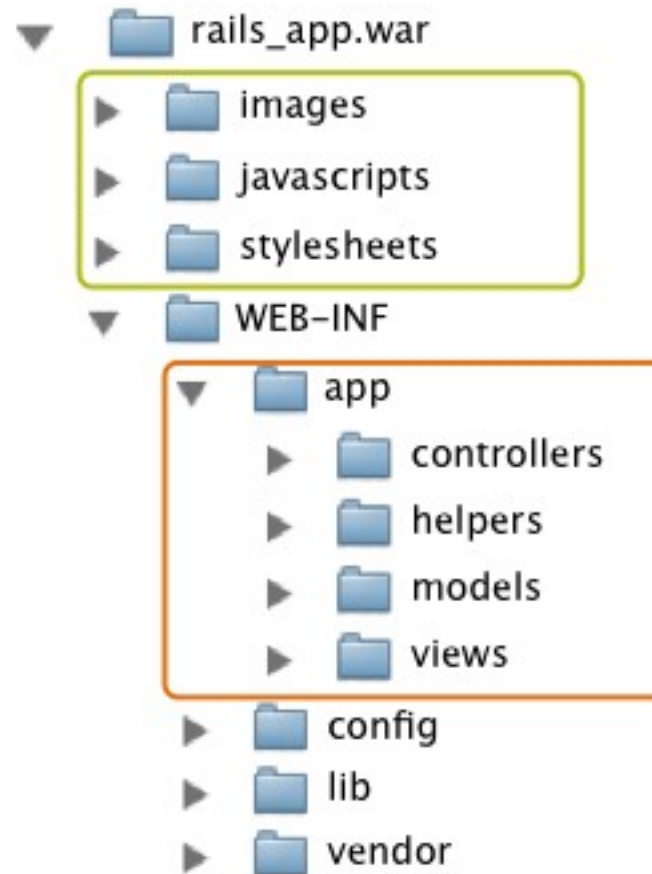 rails_app.war
images
javascripts
stylesheets
WEB-INF
app
controllers
helpers
models
views
config
lib
vendor